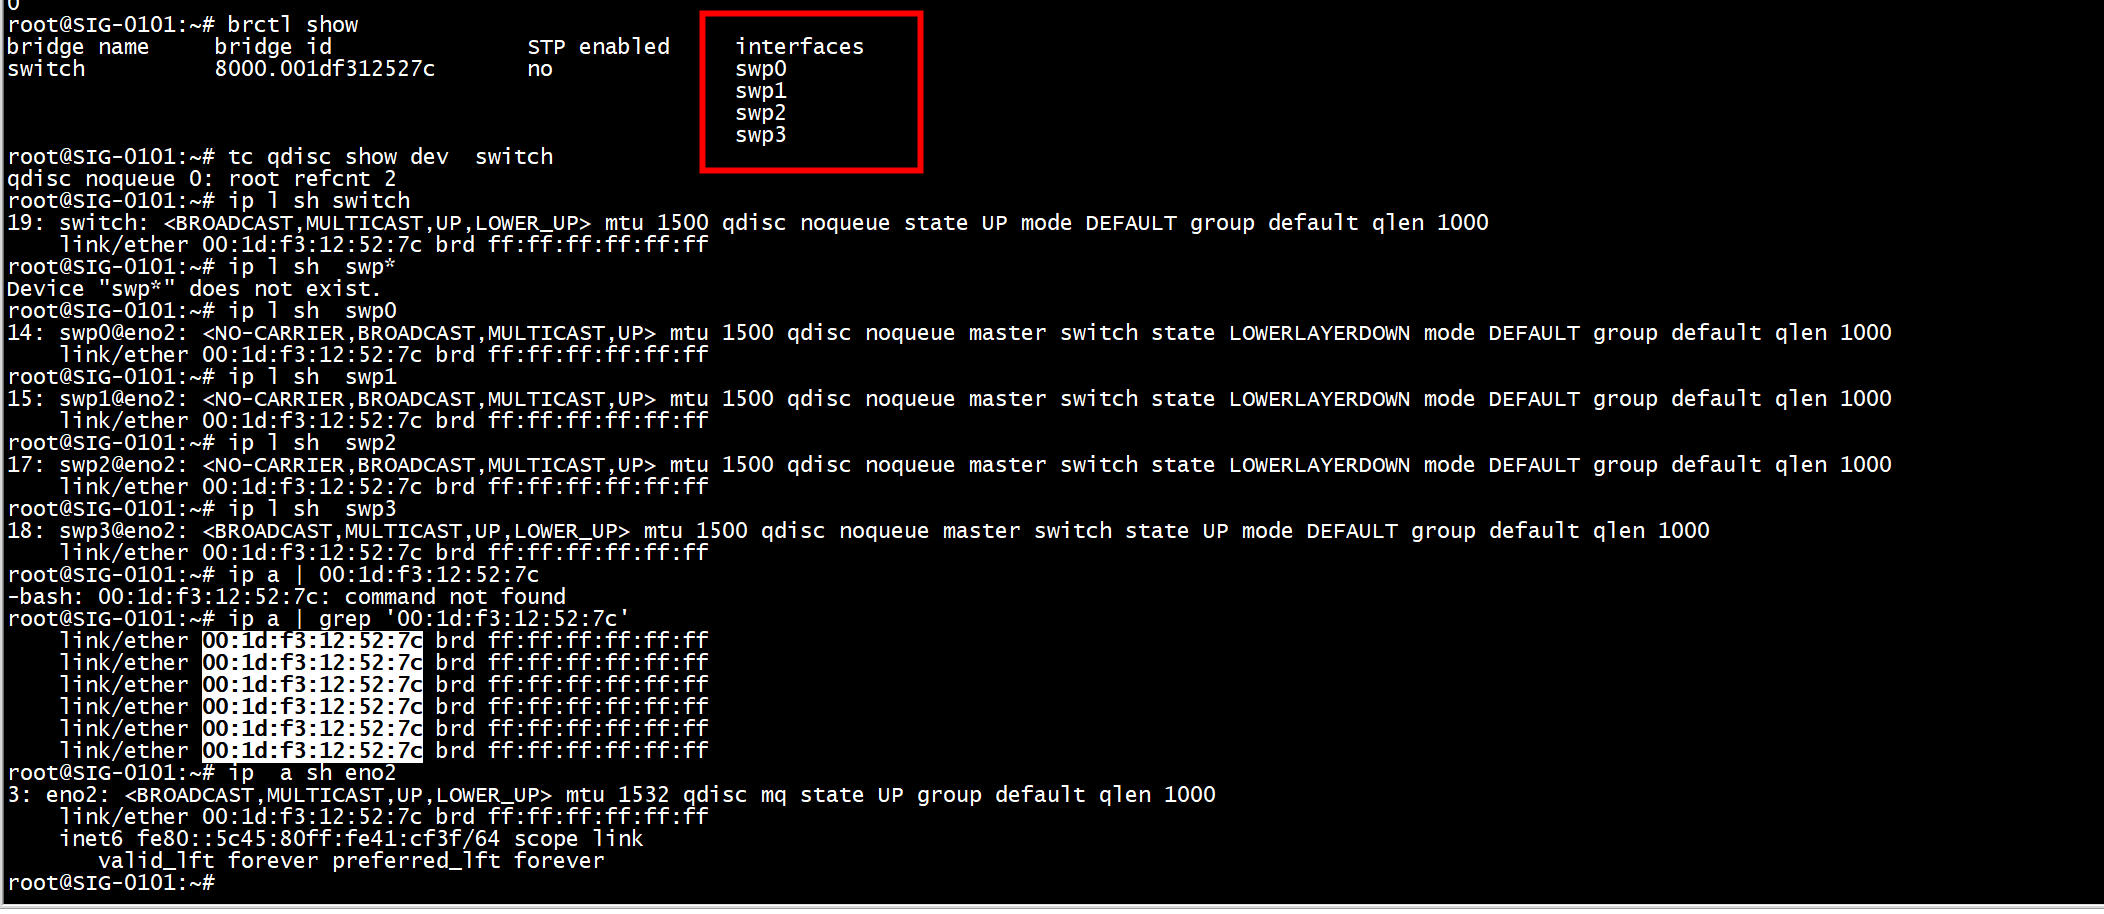 0
root@SIG-0101:~# brctl show
bridge name     bridge id               STP enabled     interfaces
switch          8000.001df312527c       no              swp0
swp1
swp2
swp3
root@SIG-0101:~# tc qdisc show dev  switch
qdisc noqueue 0: root refcnt 2
root@SIG-0101:~# ip l sh switch
19: switch: <BROADCAST,MULTICAST,UP,LOWER_UP> mtu 1500 qdisc noqueue state UP mode DEFAULT group default qlen 1000
    link/ether 00:1d:f3:12:52:7c brd ff:ff:ff:ff:ff:ff
root@SIG-0101:~# ip l sh  swp*
Device "swp*" does not exist.
root@SIG-0101:~# ip l sh  swp0
14: swp0@eno2: <NO-CARRIER,BROADCAST,MULTICAST,UP> mtu 1500 qdisc noqueue master switch state LOWERLAYERDOWN mode DEFAULT group default qlen 1000
    link/ether 00:1d:f3:12:52:7c brd ff:ff:ff:ff:ff:ff
root@SIG-0101:~# ip l sh  swp1
15: swp1@eno2: <NO-CARRIER,BROADCAST,MULTICAST,UP> mtu 1500 qdisc noqueue master switch state LOWERLAYERDOWN mode DEFAULT group default qlen 1000
    link/ether 00:1d:f3:12:52:7c brd ff:ff:ff:ff:ff:ff
root@SIG-0101:~# ip l sh  swp2
17: swp2@eno2: <NO-CARRIER,BROADCAST,MULTICAST,UP> mtu 1500 qdisc noqueue master switch state LOWERLAYERDOWN mode DEFAULT group default qlen 1000
    link/ether 00:1d:f3:12:52:7c brd ff:ff:ff:ff:ff:ff
root@SIG-0101:~# ip l sh  swp3
18: swp3@eno2: <BROADCAST,MULTICAST,UP,LOWER_UP> mtu 1500 qdisc noqueue master switch state UP mode DEFAULT group default qlen 1000
    link/ether 00:1d:f3:12:52:7c brd ff:ff:ff:ff:ff:ff
root@SIG-0101:~# ip a | 00:1d:f3:12:52:7c
-bash: 00:1d:f3:12:52:7c: command not found
root@SIG-0101:~# ip a | grep '00:1d:f3:12:52:7c'
    link/ether 00:1d:f3:12:52:7c brd ff:ff:ff:ff:ff:ff
    link/ether 00:1d:f3:12:52:7c brd ff:ff:ff:ff:ff:ff
    link/ether 00:1d:f3:12:52:7c brd ff:ff:ff:ff:ff:ff
    link/ether 00:1d:f3:12:52:7c brd ff:ff:ff:ff:ff:ff
    link/ether 00:1d:f3:12:52:7c brd ff:ff:ff:ff:ff:ff
    link/ether 00:1d:f3:12:52:7c brd ff:ff:ff:ff:ff:ff
root@SIG-0101:~# ip  a sh eno2
3: eno2: <BROADCAST,MULTICAST,UP,LOWER_UP> mtu 1532 qdisc mq state UP group default qlen 1000
    link/ether 00:1d:f3:12:52:7c brd ff:ff:ff:ff:ff:ff
    inet6 fe80::5c45:80ff:fe41:cf3f/64 scope link
       valid_lft forever preferred_lft forever
root@SIG-0101:~#